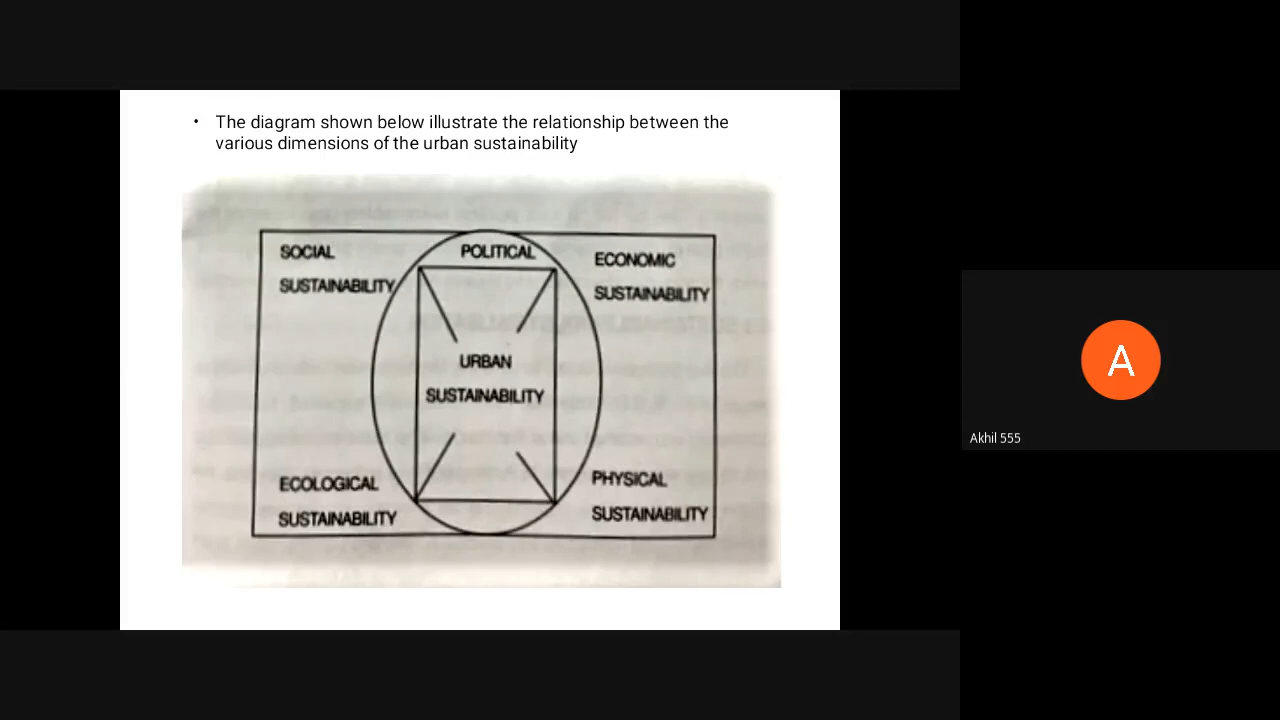 • The diagram shown below illustrate the relationship between the
various dimensions of the urban sustainability
SOCIAL
SUSTAINABILITY
POLITICAL
ECONOMIC
SUSTAINABILITY
URBAN
SUSTAINABILITY
ECOLOGICAL
SUSTAINABILITY
PHYSICAL
SUSTAINABILITY
A
Akhil 555